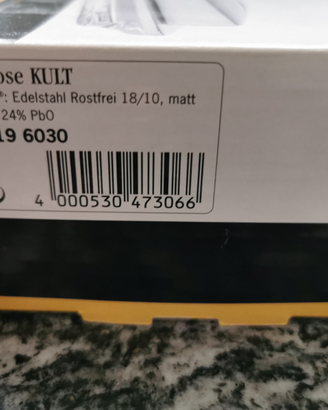 ose KULT
®: Edelstahl Rostfrei 18/10, matt
24% PbO
19 6030
4 000530 473066